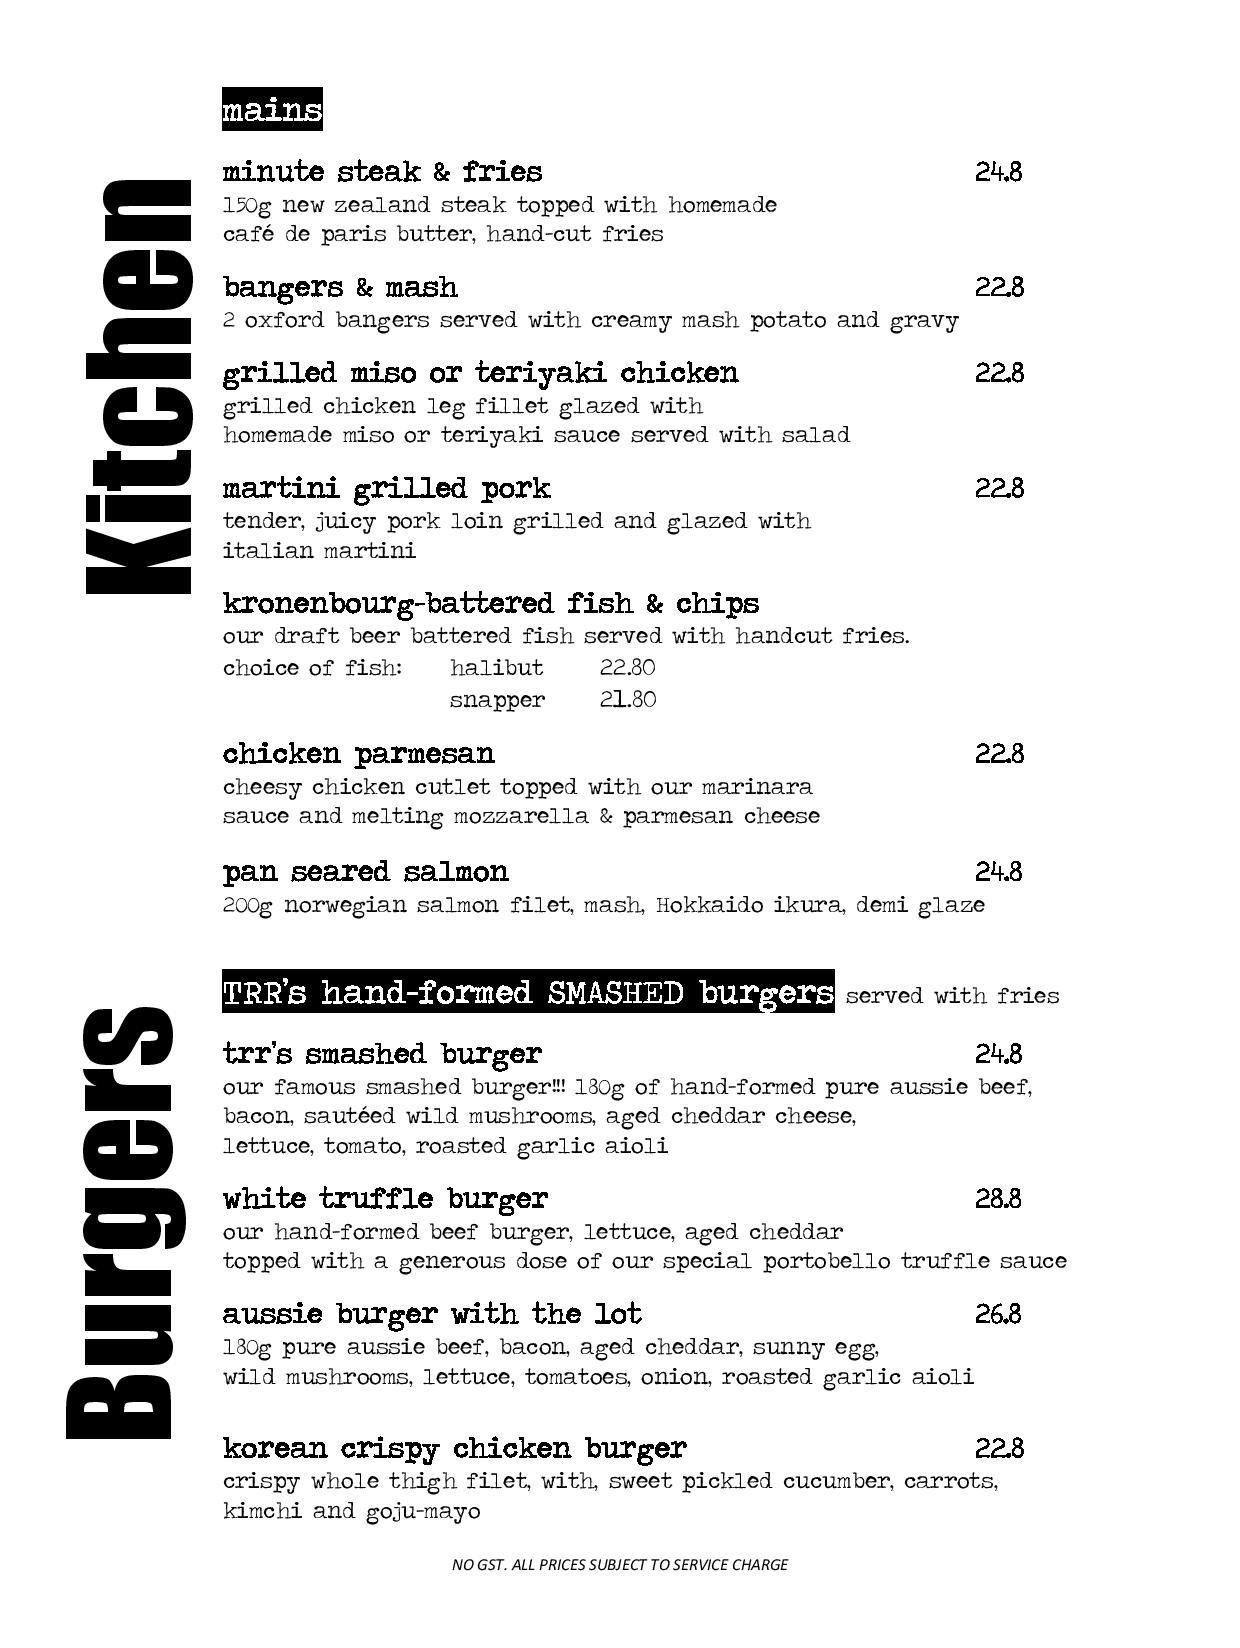 Kitchen
mains
minute steak & fries 24.8
150g new zealand steak topped with homemade
café de paris butter, hand-cut fries
bangers & mash 22.8
2 oxford bangers served with creamy mash potato and gravy
grilled miso or teriyaki chicken 22.8
grilled chicken leg fillet glazed with
homemade miso or teriyaki sauce served with salad
martini grilled pork 22.8
tender, juicy pork loin grilled and glazed with
italian martini
kronenbourg-battered fish & chips
our draft beer battered fish served with handcut fries.
choice of fish: halibut 22.80
snapper 21.80
chicken parmesan 22.8
cheesy chicken cutlet topped with our marinara
sauce and melting mozzarella & parmesan cheese
pan seared salmon 24.8
200g norwegian salmon filet, mash, Hokkaido ikura, demi glaze
Burgers
TRR's hand-formed SMASHED burgers served with fries
trr's smashed burger 24.8
our famous smashed burger!!! 180g of hand-formed pure aussie beef,
bacon, sautéed wild mushrooms, aged cheddar cheese,
lettuce, tomato, roasted garlic aioli
white truffle burger 28.8
our hand-formed beef burger, lettuce, aged cheddar
topped with a generous dose of our special portobello truffle sauce
aussie burger with the lot 26.8
180g pure aussie beef, bacon, aged cheddar, sunny egg,
wild mushrooms, lettuce, tomatoes, onion, roasted garlic aioli
korean crispy chicken burger 22.8
crispy whole thigh filet, with, sweet pickled cucumber, carrots,
kimchi and goju-mayo
NO GST. ALL PRICES SUBJECT TO SERVICE CHARGE